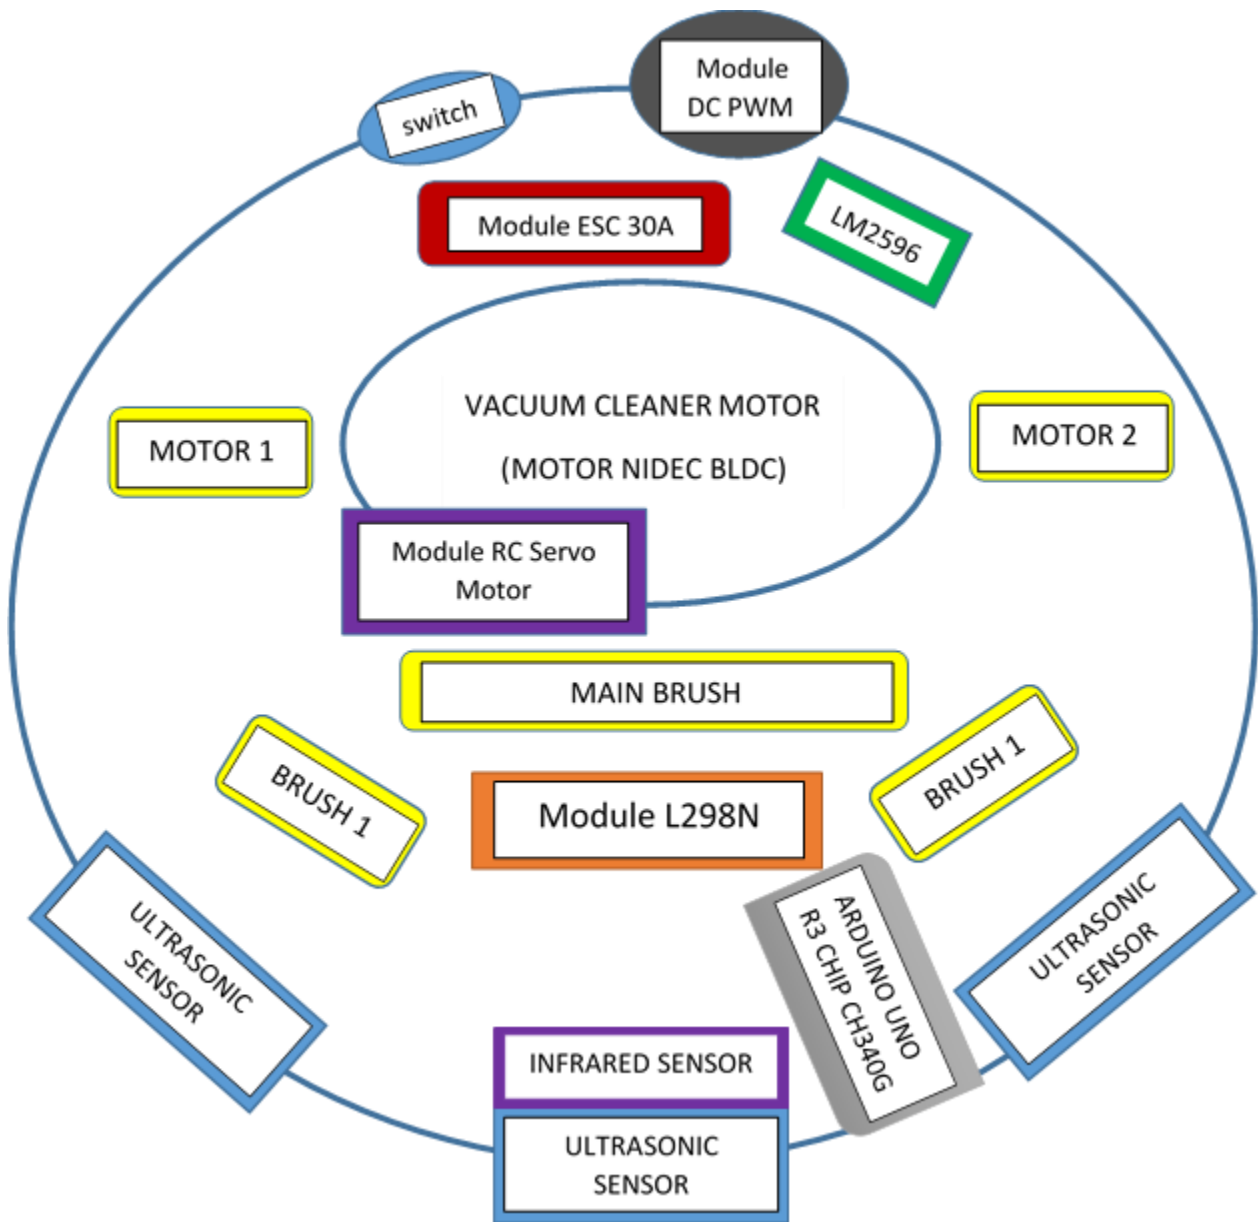 Module
DC PWM
switch
Module ESC 30A
LM2596
VACUUM CLEANER MOTOR
(MOTOR NIDEC BLDC)
MOTOR 1
MOTOR 2
Module RC Servo
Motor
MAIN BRUSH
BRUSH 1
BRUSH 1
Module L298N
ULTRASONIC
SENSOR
ARDUINO UNO
R3 CHIP CH340G
ULTRASONIC
SENSOR
INFRARED SENSOR
ULTRASONIC
SENSOR